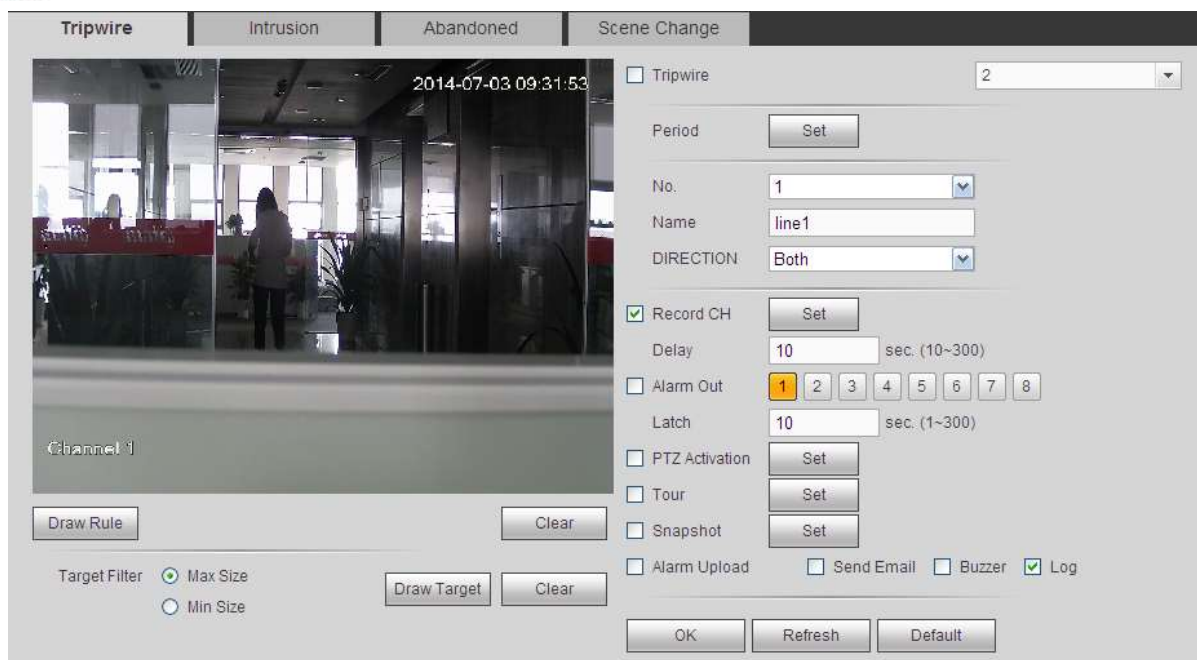 Tripwire Intrusion Abandoned Scene Change
2014-07-03 09:31:53
Channel 1
Draw Rule Clear
Target Filter Max Size
Min Size
Draw Target Clear
Tripwire 2
Period Set
No. 1
Name line1
DIRECTION Both
Record CH Set
Delay 10 sec. (10~300)
Alarm Out 1 2 3 4 5 6 7 8
Latch 10 sec. (1~300)
PTZ Activation Set
Tour Set
Snapshot Set
Alarm Upload Send Email Buzzer Log
OK Refresh Default